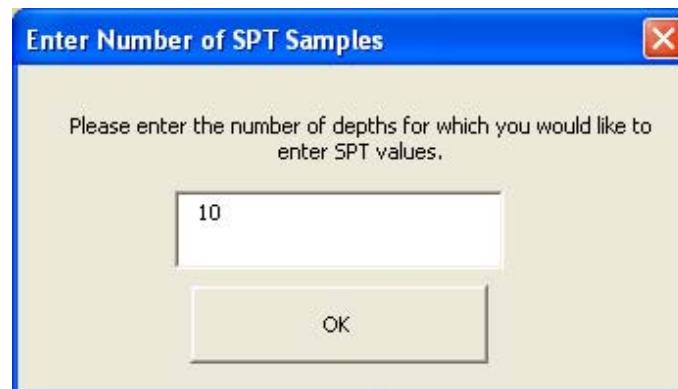 Enter Number of SPT Samples
Please enter the number of depths for which you would like to
enter SPT values.
10
OK